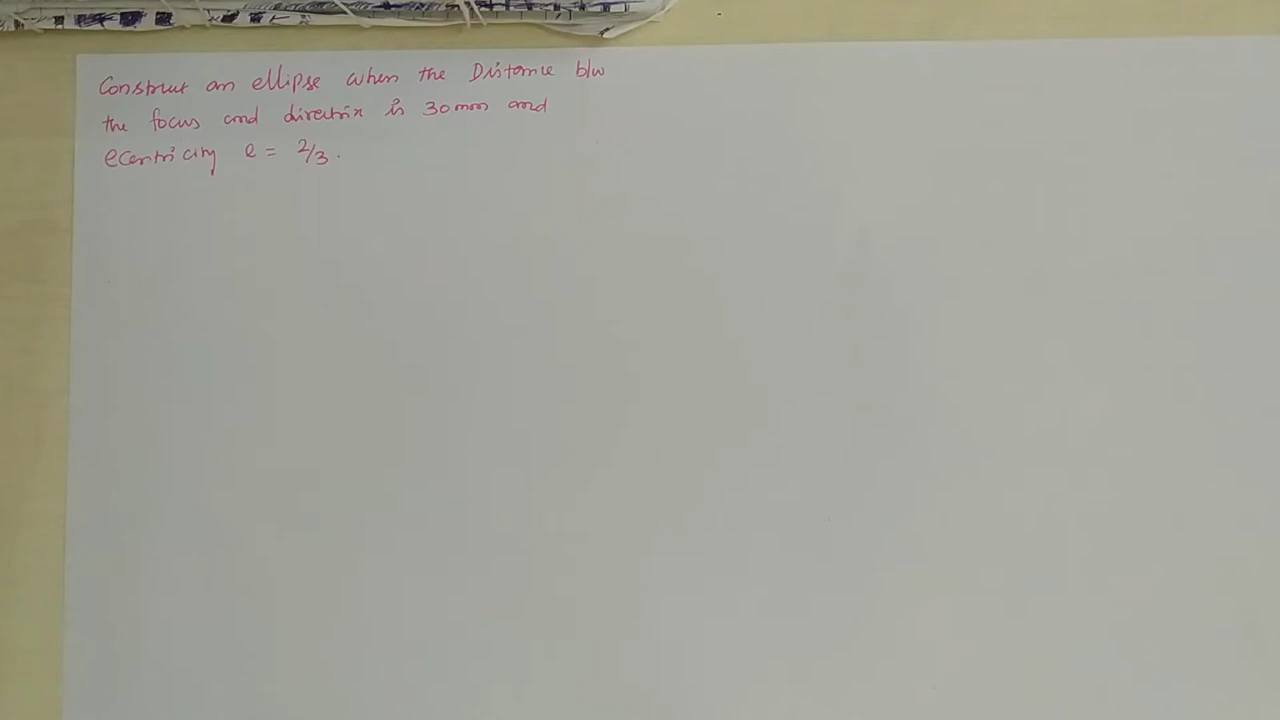 Construct an ellipse when the Distance b/w
the focus and directrix is 30mm and
eccentricity e = 2/3.